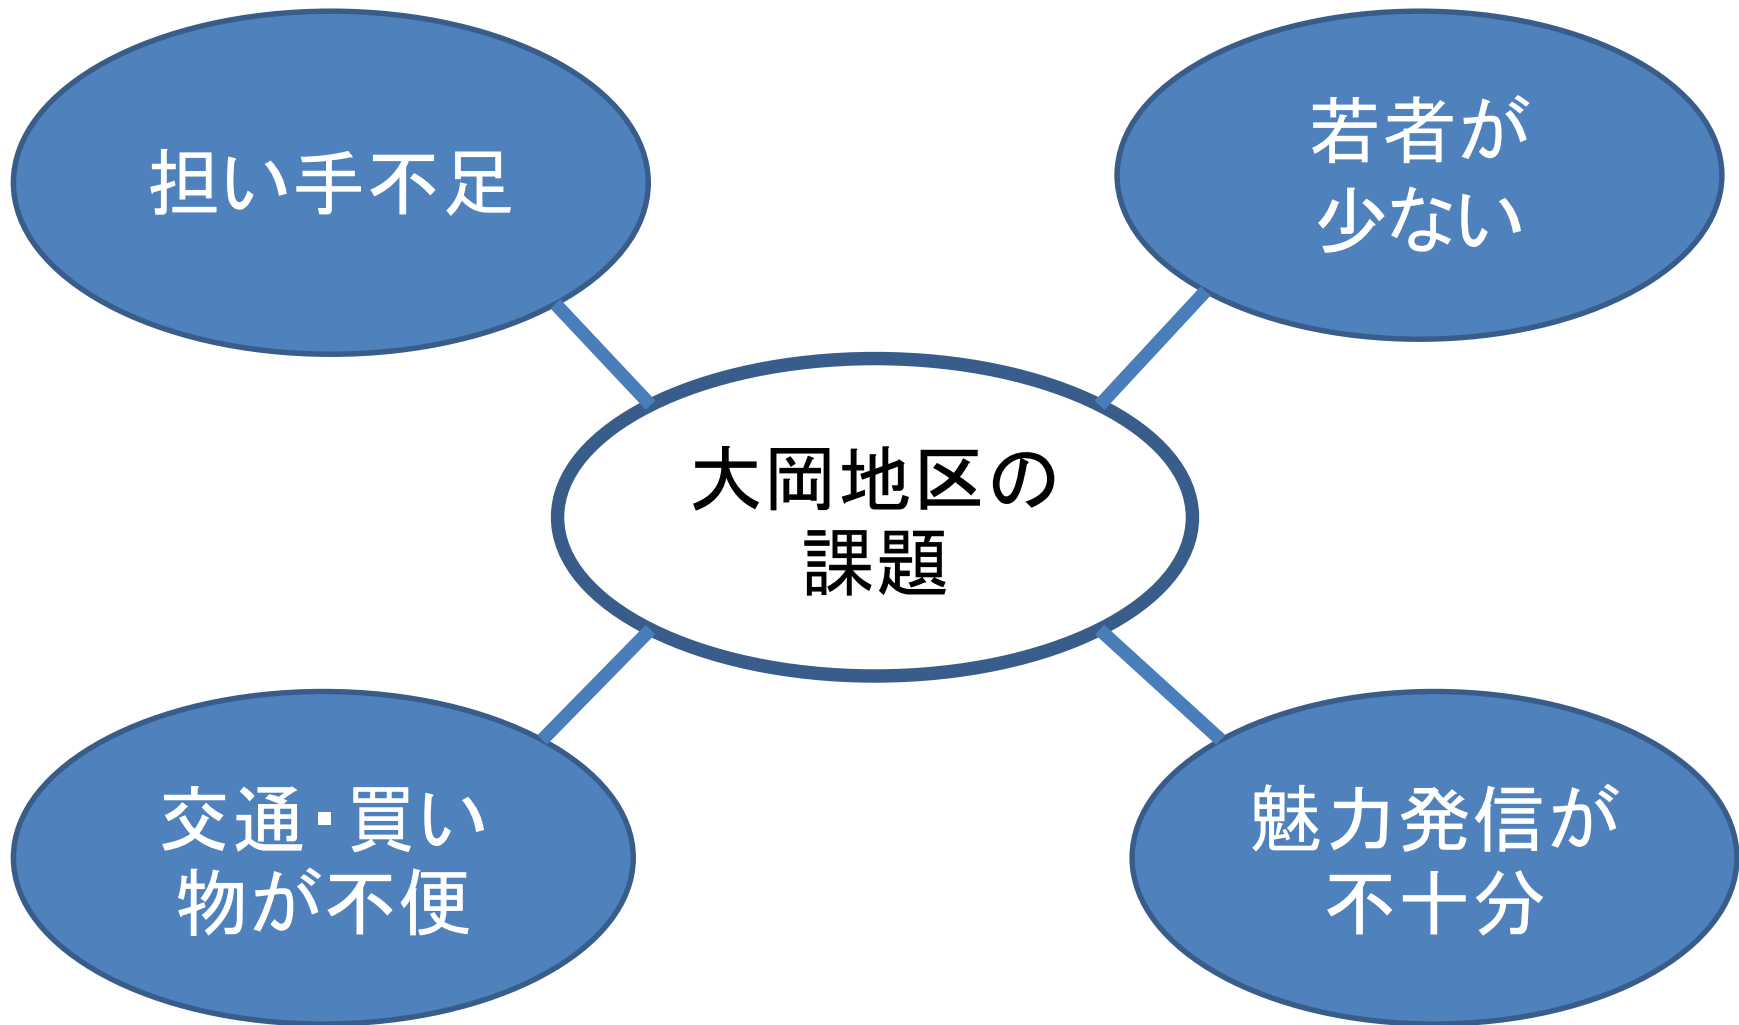 担い手不足
若者が
少ない
大岡地区の
課題
交通・買い
物が不便
魅力発信が
不十分